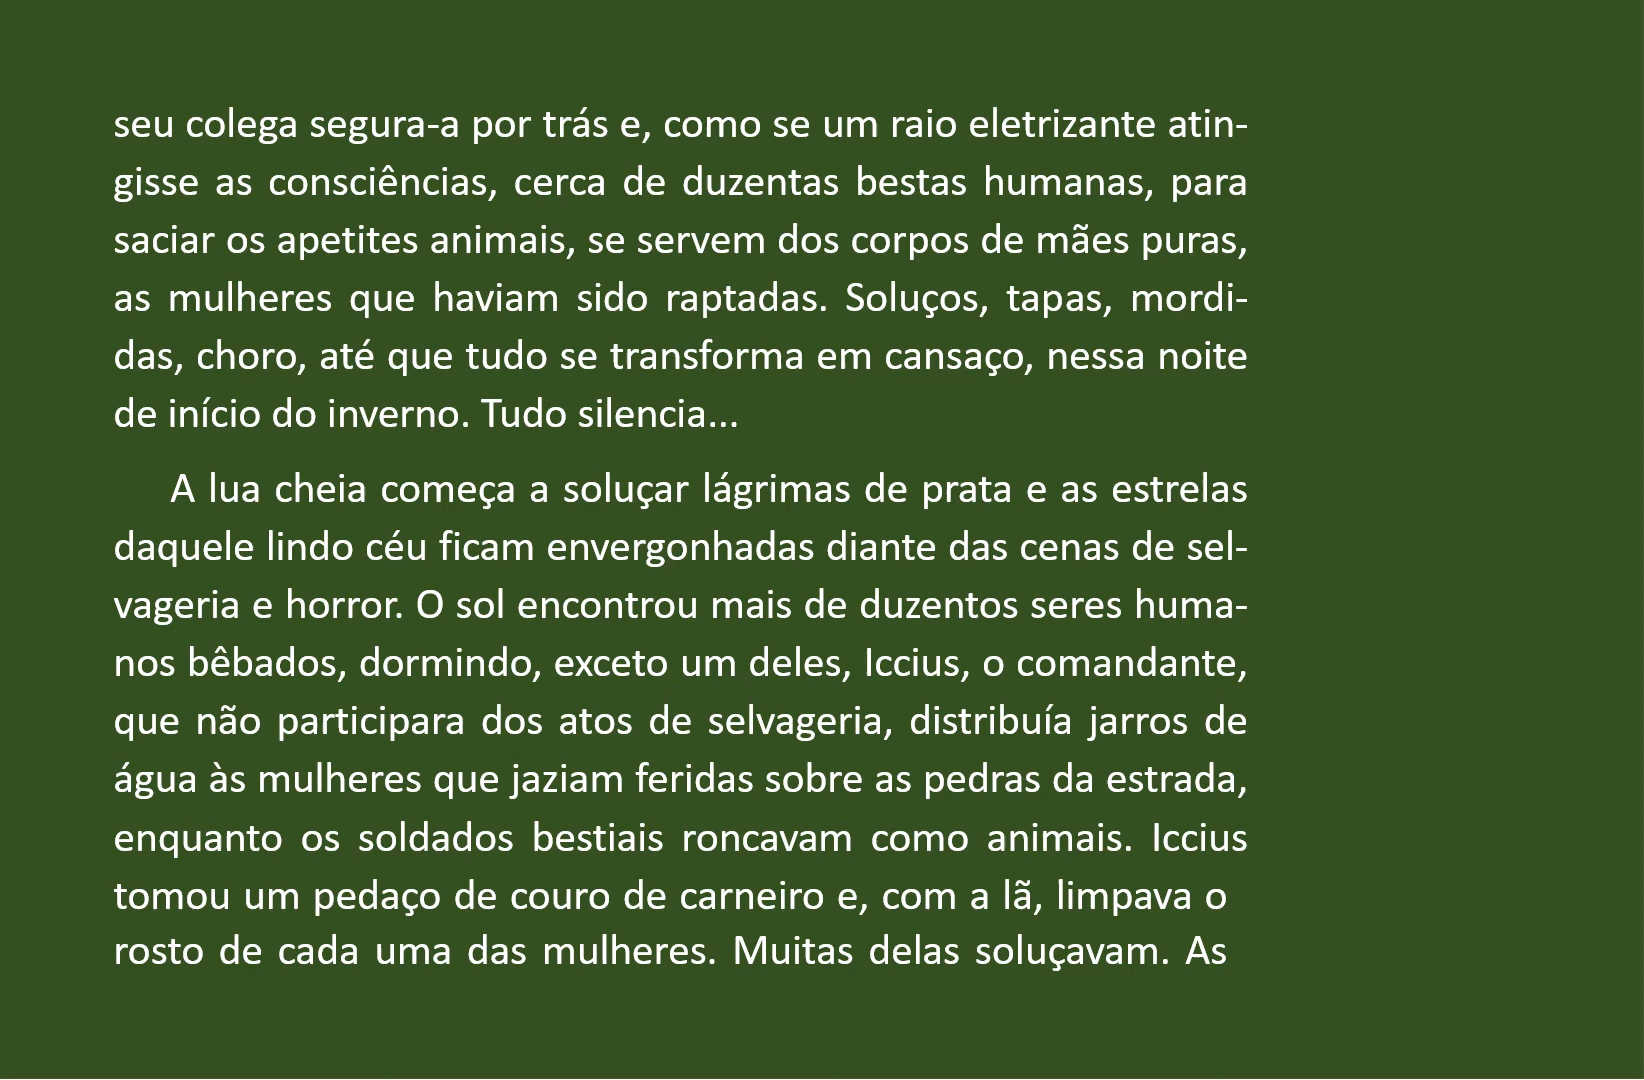 seu colega segura-a por trás e, como se um raio eletrizante atin-
gisse as consciências, cerca de duzentas bestas humanas, para
saciar os apetites animais, se servem dos corpos de mães puras,
as mulheres que haviam sido raptadas. Soluços, tapas, mordi-
das, choro, até que tudo se transforma em cansaço, nessa noite
de início do inverno. Tudo silencia...
A lua cheia começa a soluçar lágrimas de prata e as estrelas
daquele lindo céu ficam envergonhadas diante das cenas de sel-
vageria e horror. O sol encontrou mais de duzentos seres huma-
nos bêbados, dormindo, exceto um deles, Iccius, o comandante,
que não participara dos atos de selvageria, distribuía jarros de
água às mulheres que jaziam feridas sobre as pedras da estrada,
enquanto os soldados bestiais roncavam como animais. Iccius
tomou um pedaço de couro de carneiro e, com a lã, limpava o
rosto de cada uma das mulheres. Muitas delas soluçavam. As